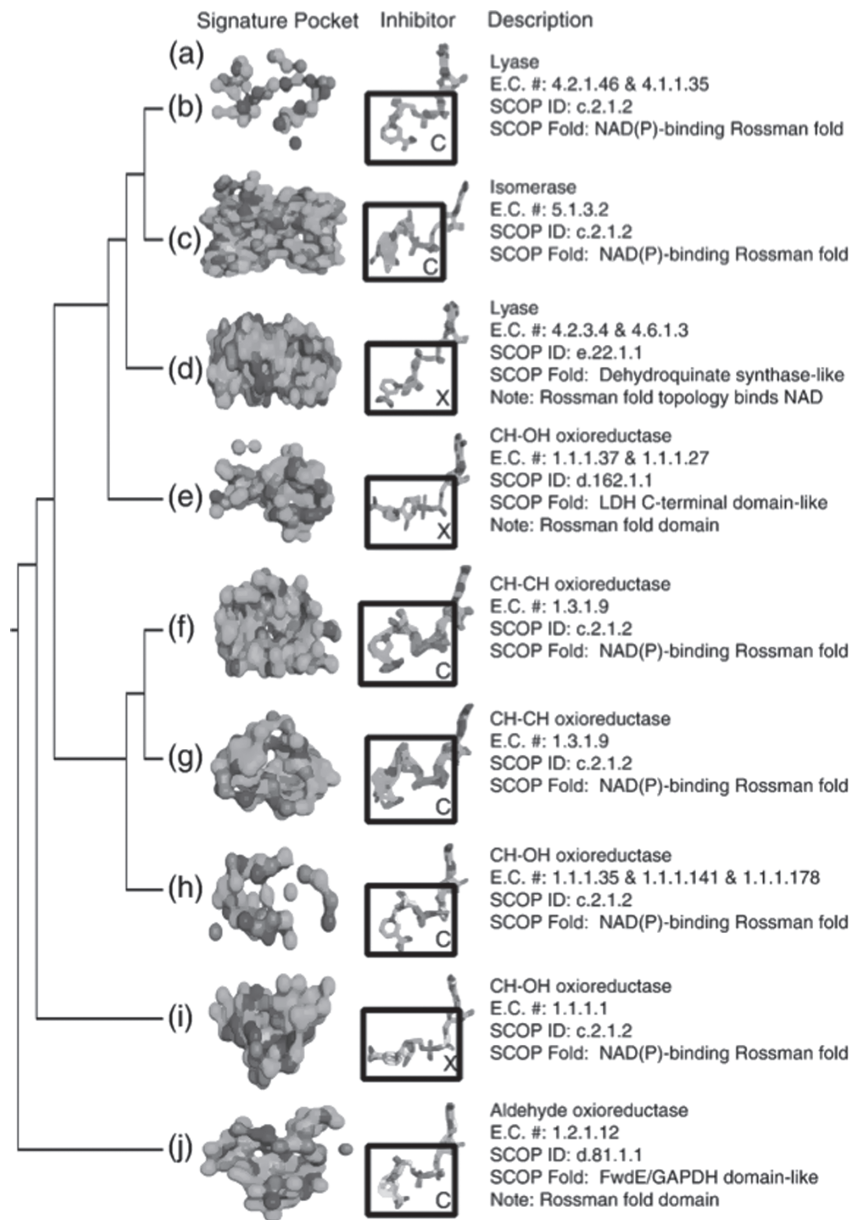 Signature Pocket Inhibitor Description
(a)
Lyase
E.C. #: 4.2.1.46 & 4.1.1.35
(b)
SCOP ID: c.2.1.2
SCOP Fold: NAD(P)-binding Rossman fold
C
Isomerase
E.C. #: 5.1.3.2
(c)
SCOP ID: c.2.1.2
SCOP Fold: NAD(P)-binding Rossman fold
C
Lyase
E.C. #: 4.2.3.4 & 4.6.1.3
SCOP ID: e.22.1.1
(d)
SCOP Fold: Dehydroquinate synthase-like
X
Note: Rossman fold topology binds NAD
CH-OH oxioreductase
E.C. #: 1.1.1.37 & 1.1.1.27
SCOP ID: d.162.1.1
(e)
SCOP Fold: LDH C-terminal domain-like
X
Note: Rossman fold domain
CH-CH oxioreductase
E.C. #: 1.3.1.9
(f)
SCOP ID: c.2.1.2
SCOP Fold: NAD(P)-binding Rossman fold
C
CH-CH oxioreductase
E.C. #: 1.3.1.9
(g)
SCOP ID: c.2.1.2
SCOP Fold: NAD(P)-binding Rossman fold
C
CH-OH oxioreductase
E.C. #: 1.1.1.35 & 1.1.1.141 & 1.1.1.178
(h)
SCOP ID: c.2.1.2
SCOP Fold: NAD(P)-binding Rossman fold
C
CH-OH oxioreductase
E.C. #: 1.1.1.1
(i)
SCOP ID: c.2.1.2
SCOP Fold: NAD(P)-binding Rossman fold
X
Aldehyde oxioreductase
E.C. #: 1.2.1.12
(j)
SCOP ID: d.81.1.1
SCOP Fold: FwdE/GAPDH domain-like
C
Note: Rossman fold domain